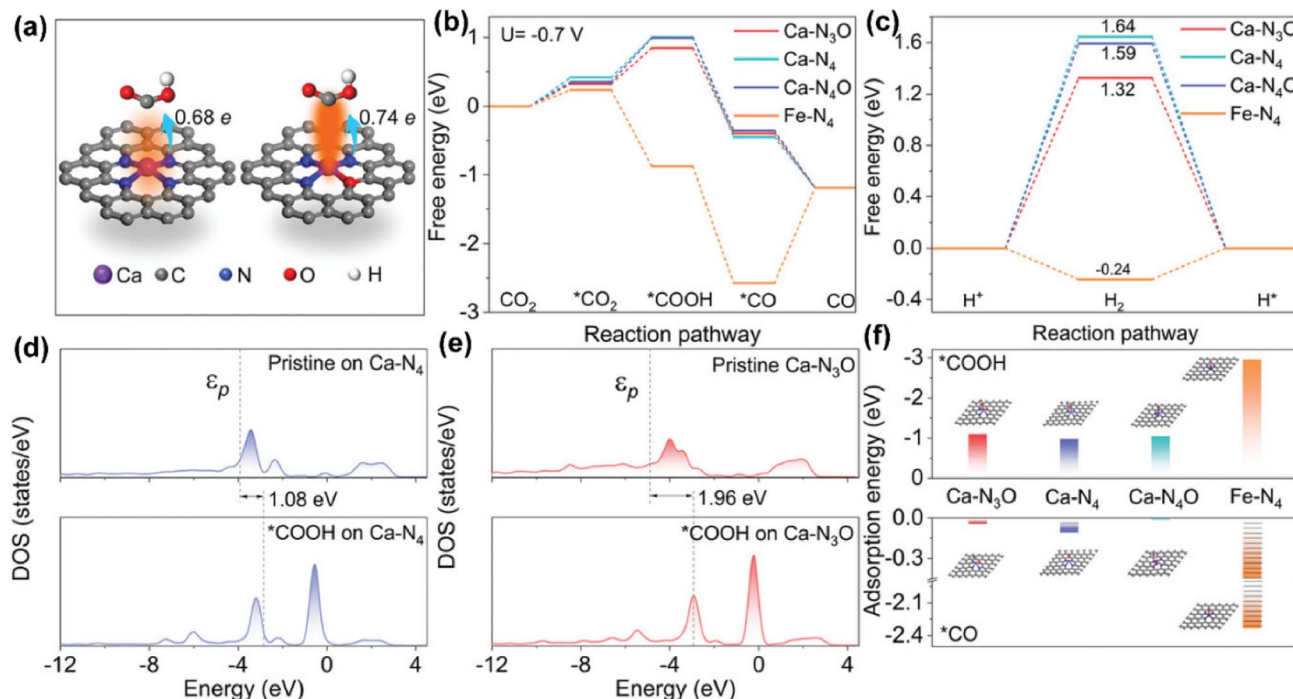 (a)
0.68 e
0.74 e
Ca C N O H
(b)
U= -0.7 V
Ca-N₃O
Ca-N₄
Ca-N₄O
Fe-N₄
Free energy (eV)
1
0
-1
-2
-3
CO₂ *CO₂ *COOH *CO CO
Reaction pathway
(c)
1.64
1.59
1.32
-0.24
Ca-N₃O
Ca-N₄
Ca-N₄O
Fe-N₄
Free energy (eV)
1.6
1.2
0.8
0.4
0.0
-0.4
H⁺ H₂ H*
Reaction pathway
(d)
Pristine on Ca-N₄
εₚ
1.08 eV
*COOH on Ca-N₄
DOS (states/eV)
-12 -8 -4 0 4
Energy (eV)
(e)
Pristine Ca-N₃O
εₚ
1.96 eV
*COOH on Ca-N₃O
DOS (states/eV)
-12 -8 -4 0 4
Energy (eV)
(f)
*COOH
-3
-2
-1
0
Ca-N₃O Ca-N₄ Ca-N₄O Fe-N₄
Adsorption energy (eV)
0.0
-0.3
-2.1
-2.4
*CO